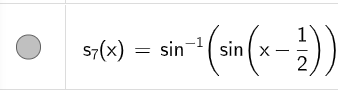 s₇(x) = sin⁻¹(sin(x − 1/2))